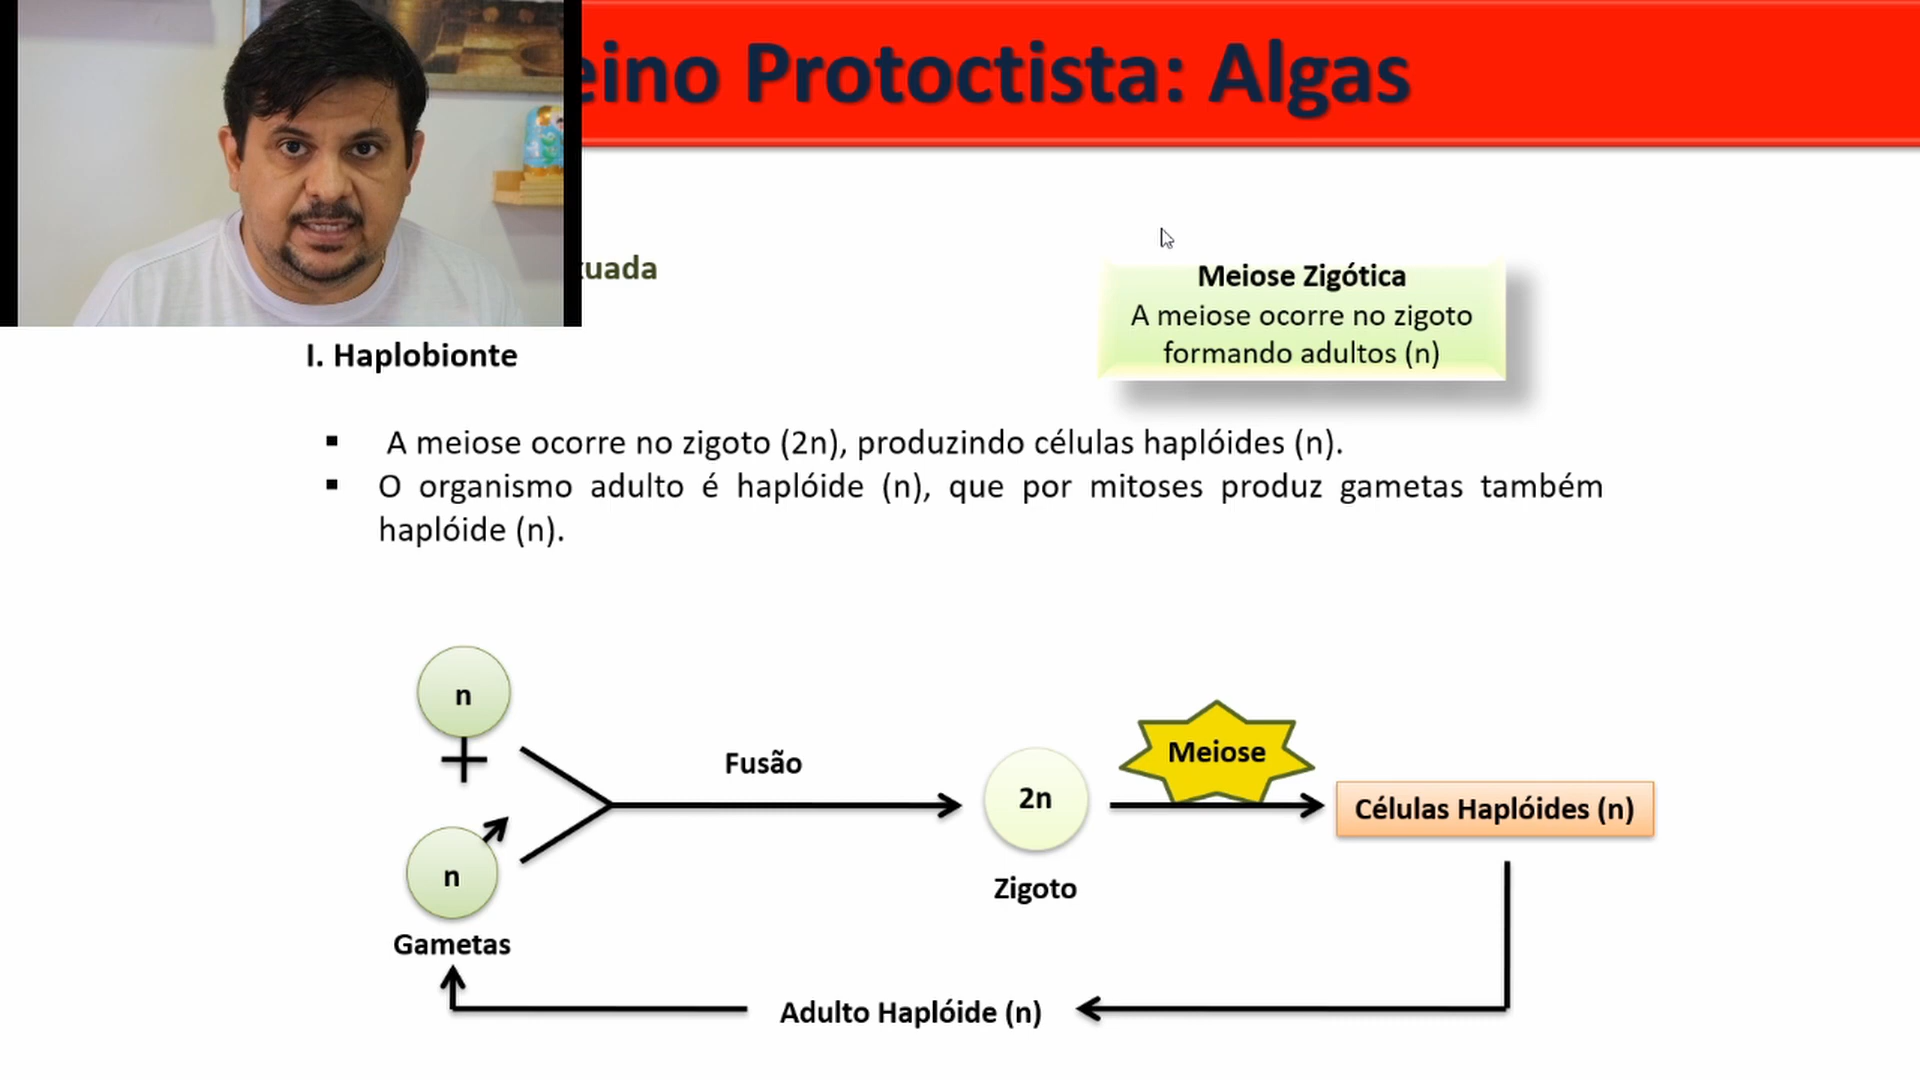 eino Protoctista: Algas
xuada
Meiose Zigótica
A meiose ocorre no zigoto
formando adultos (n)
I. Haplobionte
▪ A meiose ocorre no zigoto (2n), produzindo células haplóides (n).
▪ O organismo adulto é haplóide (n), que por mitoses produz gametas também
haplóide (n).
n
Fusão
Meiose
2n
Células Haplóides (n)
n
Zigoto
Gametas
Adulto Haplóide (n)